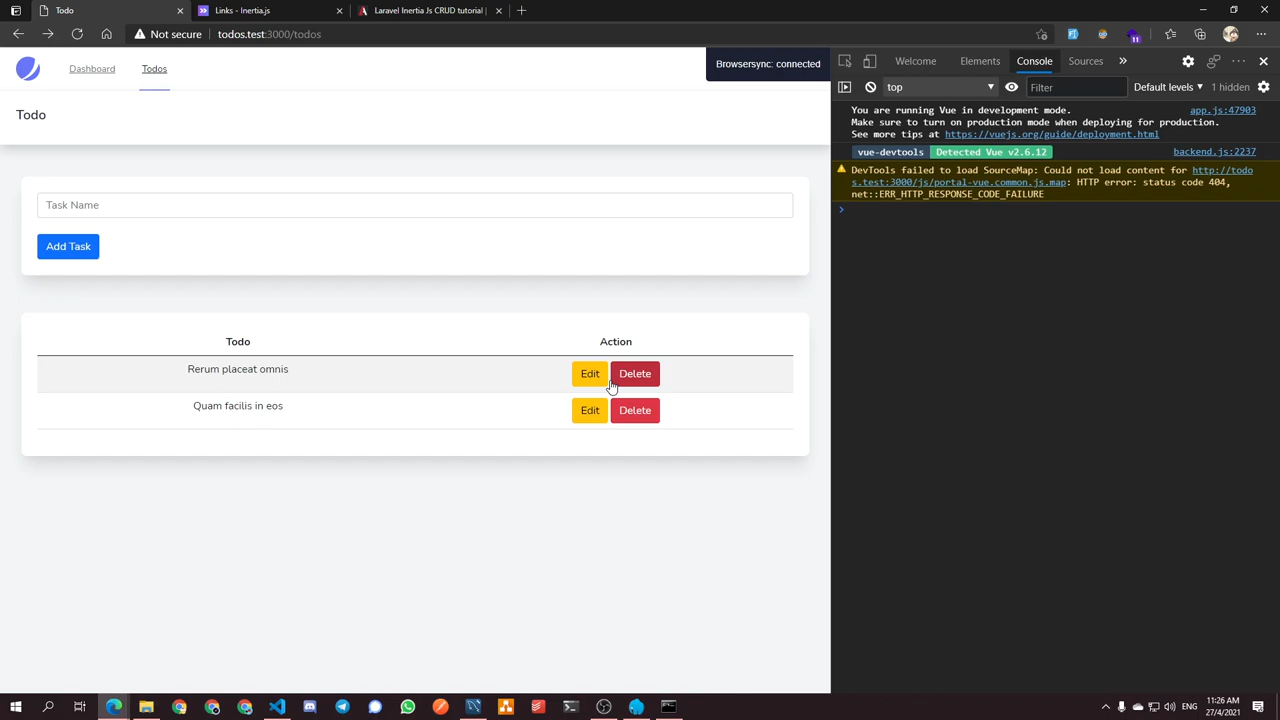 Todo
Links - Inertia.js
Laravel Inertia Js CRUD tutorial
Not secure
todos.test:3000/todos
11
Dashboard
Todos
Browsersync: connected
Todo
Task Name
Add Task
Todo
Action
Rerum placeat omnis
Edit
Delete
Quam facilis in eos
Edit
Delete
Welcome
Elements
Console
Sources
top
Filter
Default levels
1 hidden
You are running Vue in development mode.
app.js:47903
Make sure to turn on production mode when deploying for production.
See more tips at https://vuejs.org/guide/deployment.html
vue-devtools
Detected Vue v2.6.12
backend.js:2237
DevTools failed to load SourceMap: Could not load content for http://todo
s.test:3000/js/portal-vue.common.js.map: HTTP error: status code 404,
net::ERR_HTTP_RESPONSE_CODE_FAILURE
ENG
11:26 AM
27/4/2021